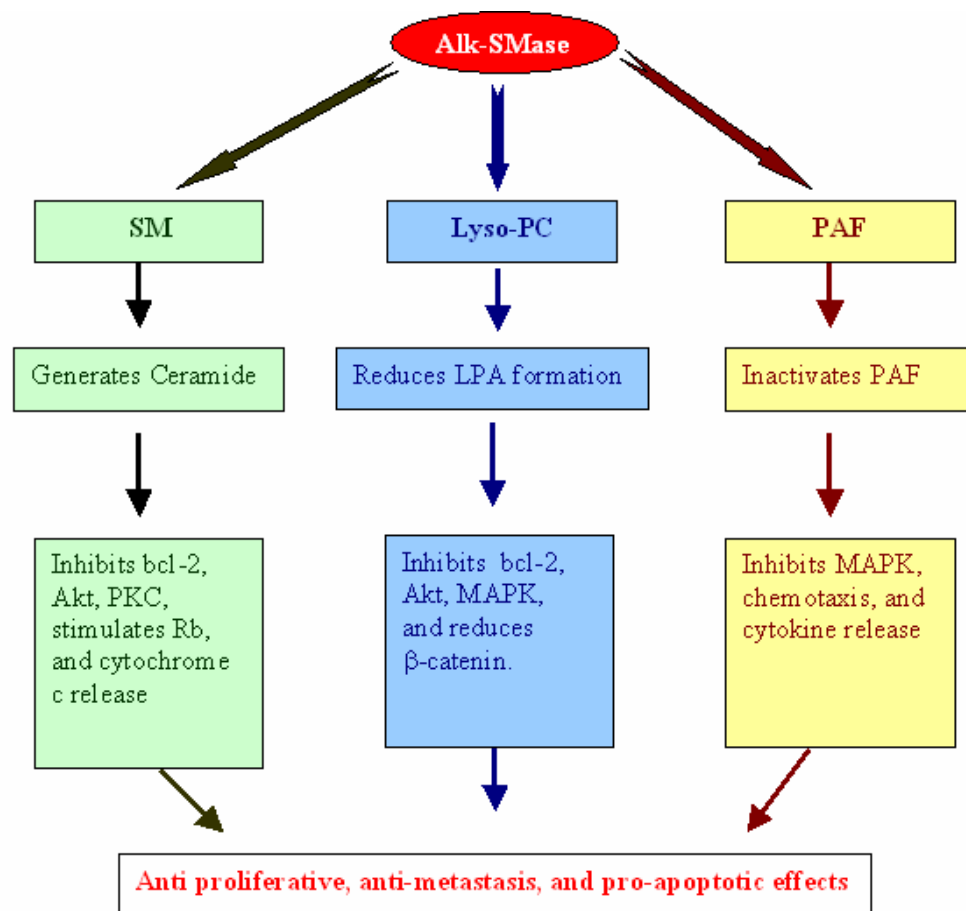 Alk-SMase
SM
Lyso-PC
PAF
Generates Ceramide
Reduces LPA formation
Inactivates PAF
Inhibits bcl-2,
Akt, PKC,
stimulates Rb,
and cytochrome
c release
Inhibits bcl-2,
Akt, MAPK,
and reduces
β-catenin.
Inhibits MAPK,
chemotaxis, and
cytokine release
Anti proliferative, anti-metastasis, and pro-apoptotic effects